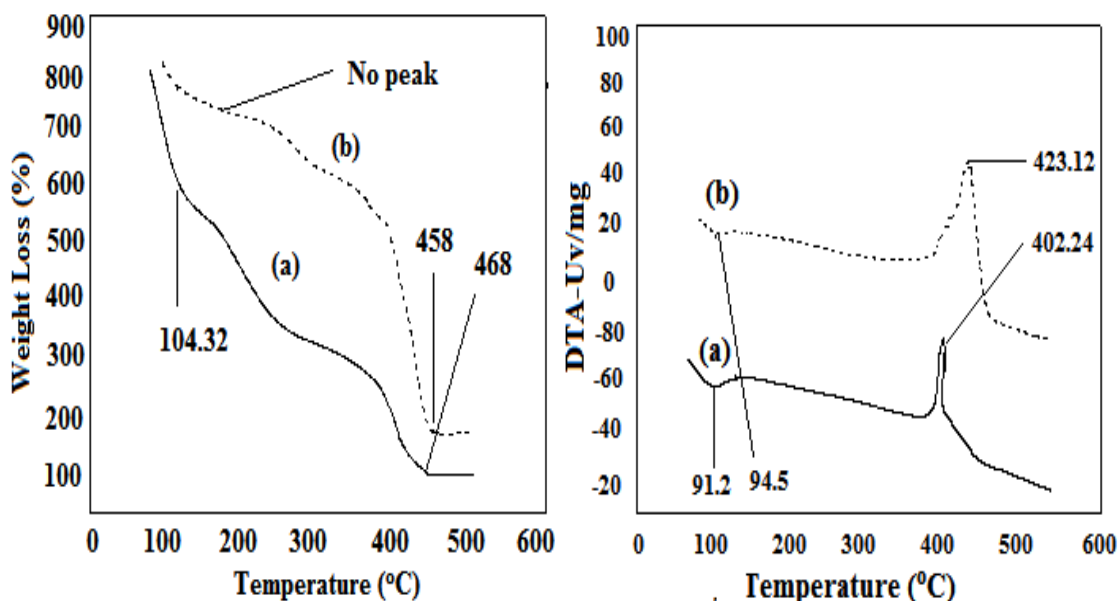 900
800
700
600
500
400
300
200
100
0 100 200 300 400 500 600
Weight Loss (%)
Temperature (°C)
No peak
(b)
(a)
458
468
104.32
100
80
60
40
20
0
-80
-60
-40
-20
0 100 200 300 400 500 600
DTA-Uv/mg
Temperature (⁰C)
(b)
(a)
423.12
402.24
91.2
94.5